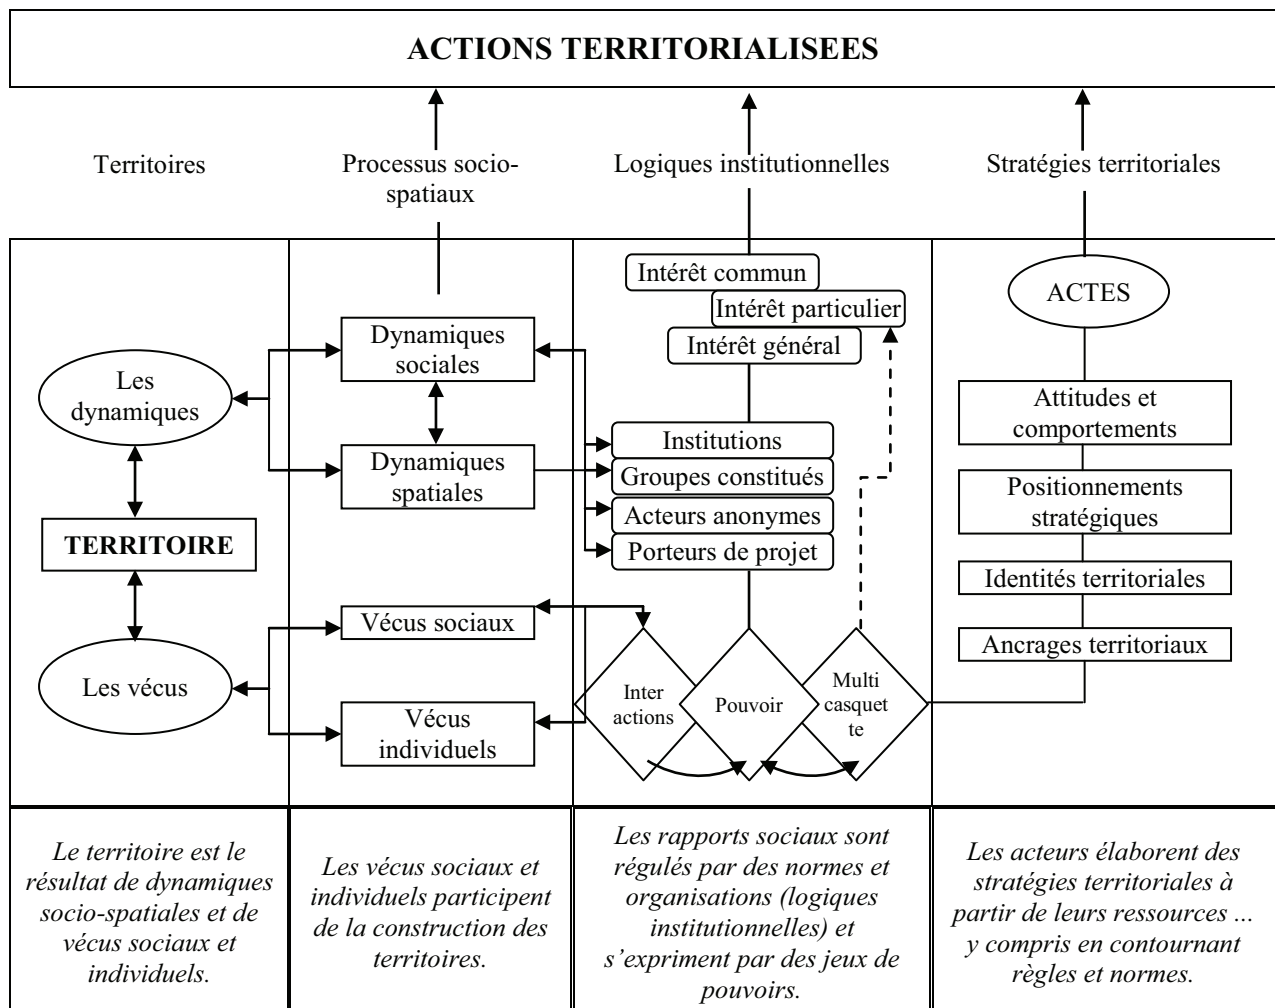 ACTIONS TERRITORIALISEES
Territoires
Processus socio-
spatiaux
Logiques institutionnelles
Stratégies territoriales
Les
dynamiques
TERRITOIRE
Les vécus
Dynamiques
sociales
Dynamiques
spatiales
Vécus sociaux
Vécus
individuels
Intérêt commun
Intérêt particulier
Intérêt général
Institutions
Groupes constitués
Acteurs anonymes
Porteurs de projet
Inter
actions
Pouvoir
Multi
casquet
te
ACTES
Attitudes et
comportements
Positionnements
stratégiques
Identités territoriales
Ancrages territoriaux
Le territoire est le
résultat de dynamiques
socio-spatiales et de
vécus sociaux et
individuels.
Les vécus sociaux et
individuels participent
de la construction des
territoires.
Les rapports sociaux sont
régulés par des normes et
organisations (logiques
institutionnelles) et
s’expriment par des jeux de
pouvoirs.
Les acteurs élaborent des
stratégies territoriales à
partir de leurs ressources ...
y compris en contournant
règles et normes.